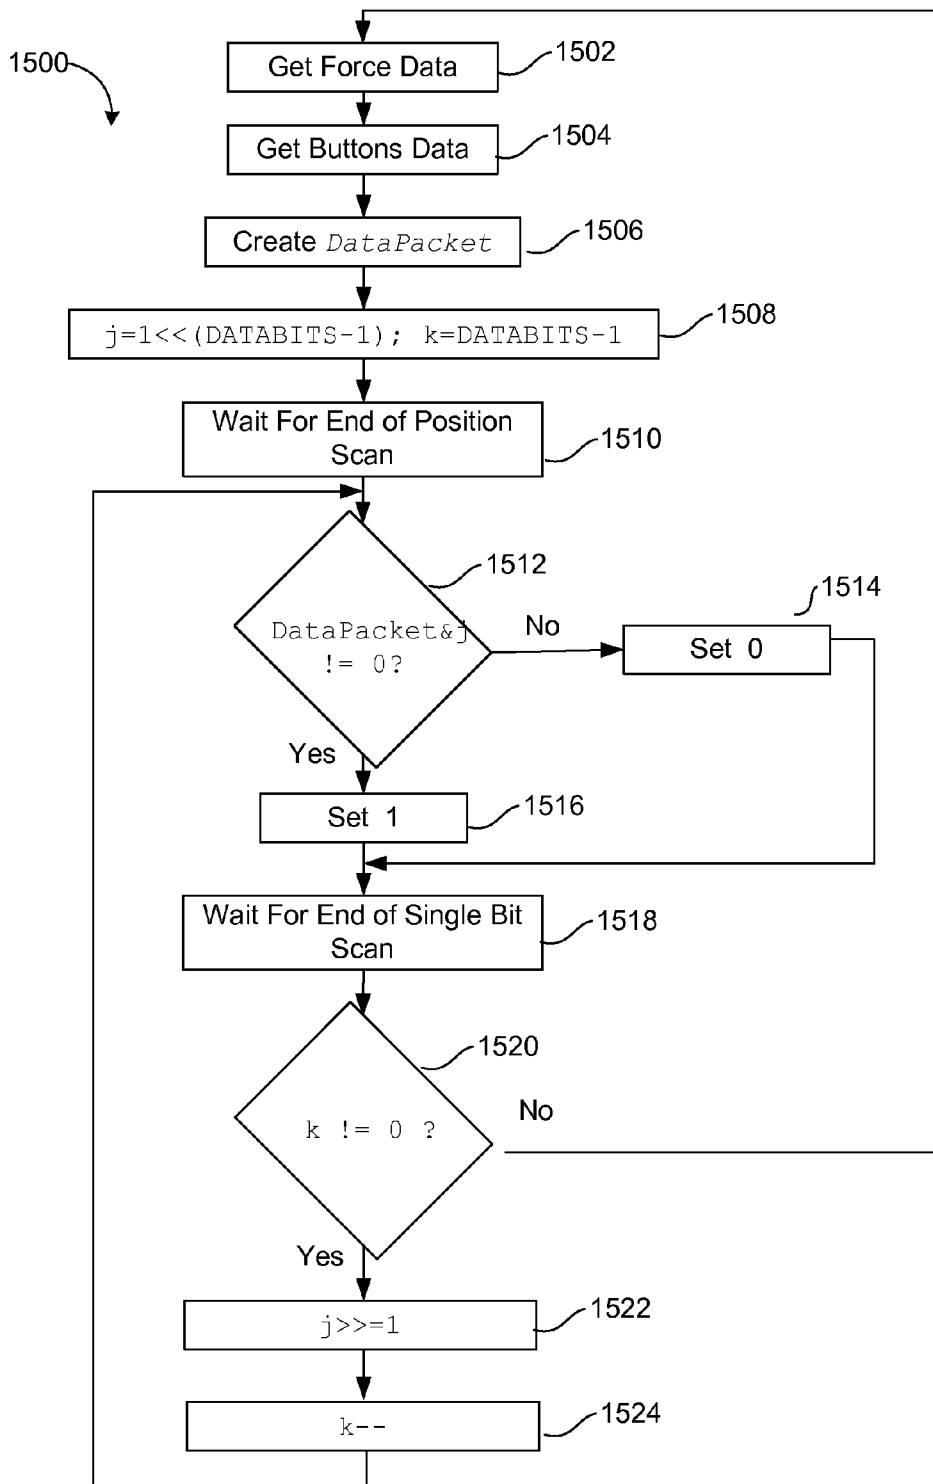 1500
Get Force Data
1502
Get Buttons Data
1504
Create DataPacket
1506
j=1<<(DATABITS-1); k=DATABITS-1
1508
Wait For End of Position
Scan
1510
1512
DataPacket&j
!= 0?
No
1514
Set 0
Yes
Set 1
1516
Wait For End of Single Bit
Scan
1518
1520
k != 0 ?
No
Yes
j>>=1
1522
k--
1524